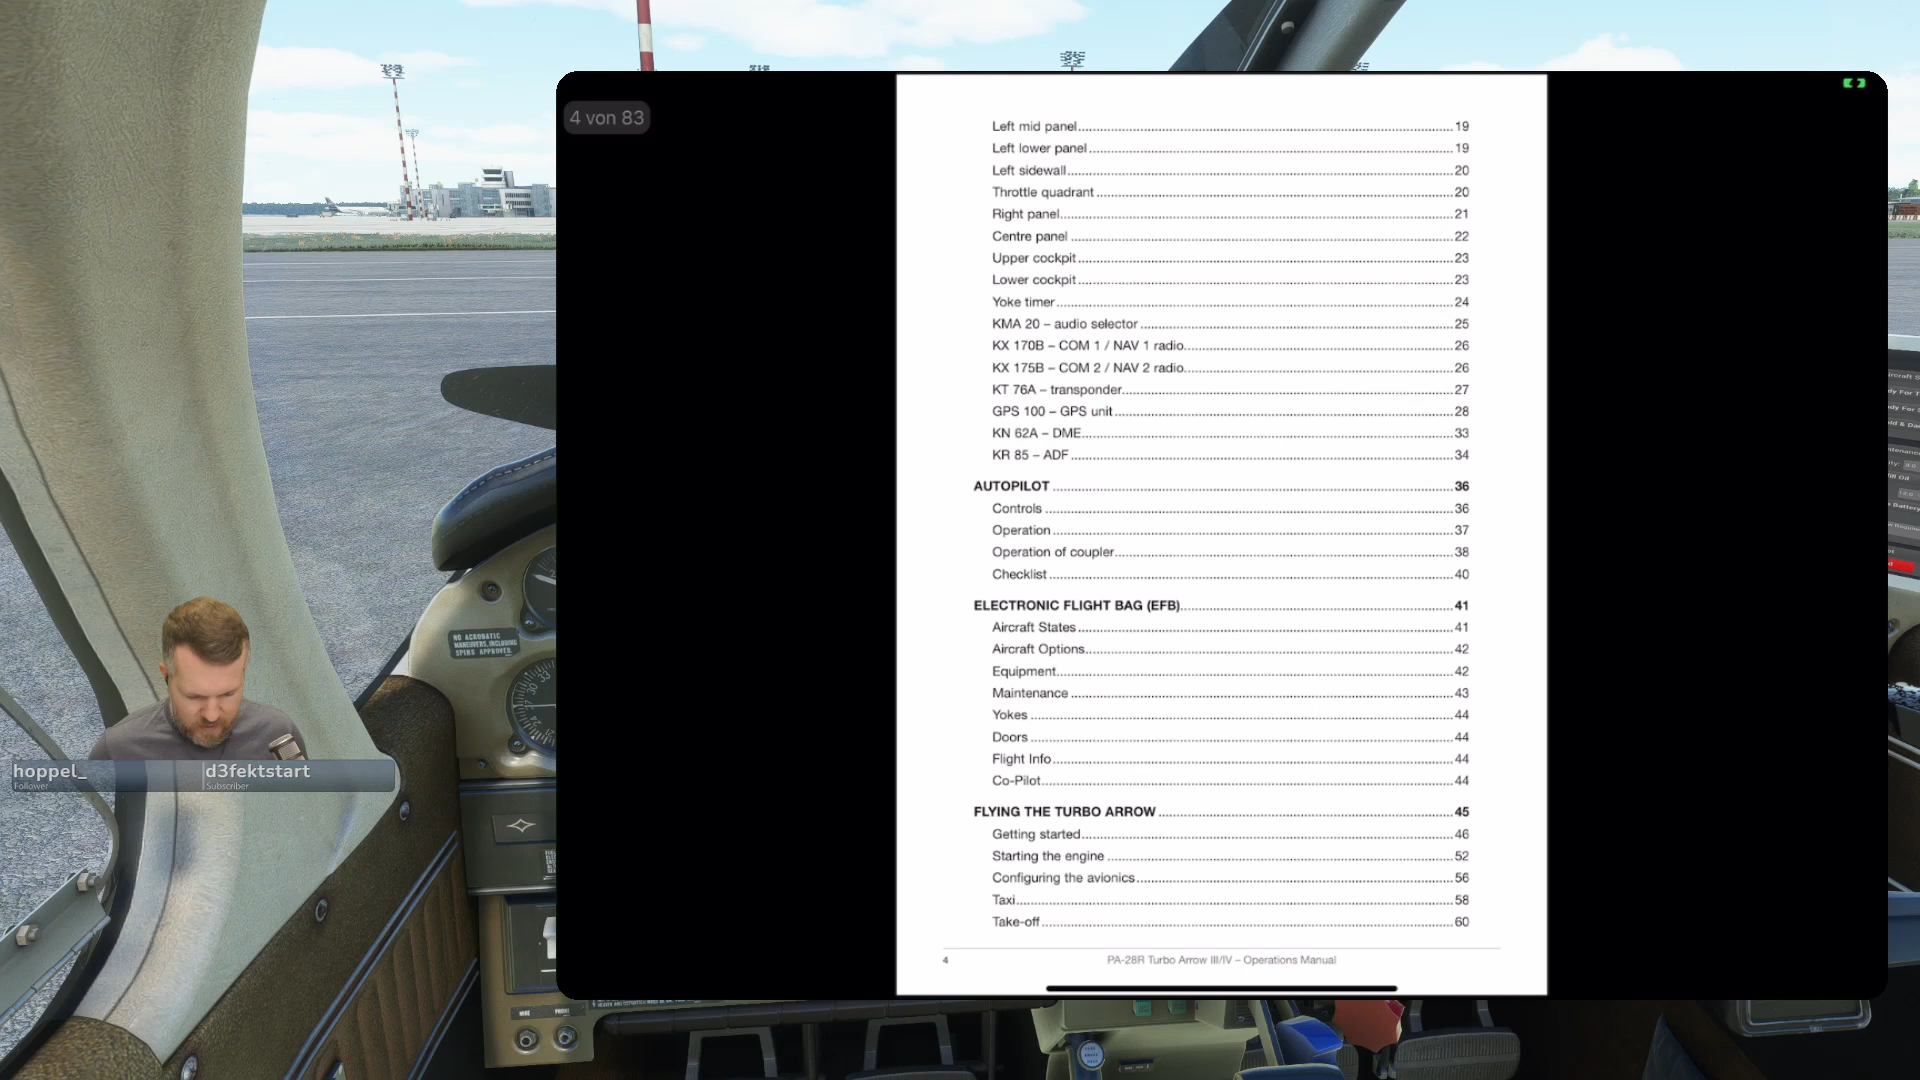 4 von 83
Left mid panel 19
Left lower panel 19
Left sidewall 20
Throttle quadrant 20
Right panel 21
Centre panel 22
Upper cockpit 23
Lower cockpit 23
Yoke timer 24
KMA 20 – audio selector 25
KX 170B – COM 1 / NAV 1 radio 26
KX 175B – COM 2 / NAV 2 radio 26
KT 76A – transponder 27
GPS 100 – GPS unit 28
KN 62A – DME 33
KR 85 – ADF 34
AUTOPILOT 36
Controls 36
Operation 37
Operation of coupler 38
Checklist 40
ELECTRONIC FLIGHT BAG (EFB) 41
Aircraft States 41
Aircraft Options 42
Equipment 42
Maintenance 43
Yokes 44
Doors 44
Flight Info 44
Co-Pilot 44
FLYING THE TURBO ARROW 45
Getting started 46
Starting the engine 52
Configuring the avionics 56
Taxi 58
Take-off 60
4 PA-28R Turbo Arrow III/IV – Operations Manual
NO ACROBATIC
MANEUVERS, INCLUDING
SPINS APPROVED.
33
30
24
hoppel_
Follower
d3fektstart
Subscriber
MIKE PHONE